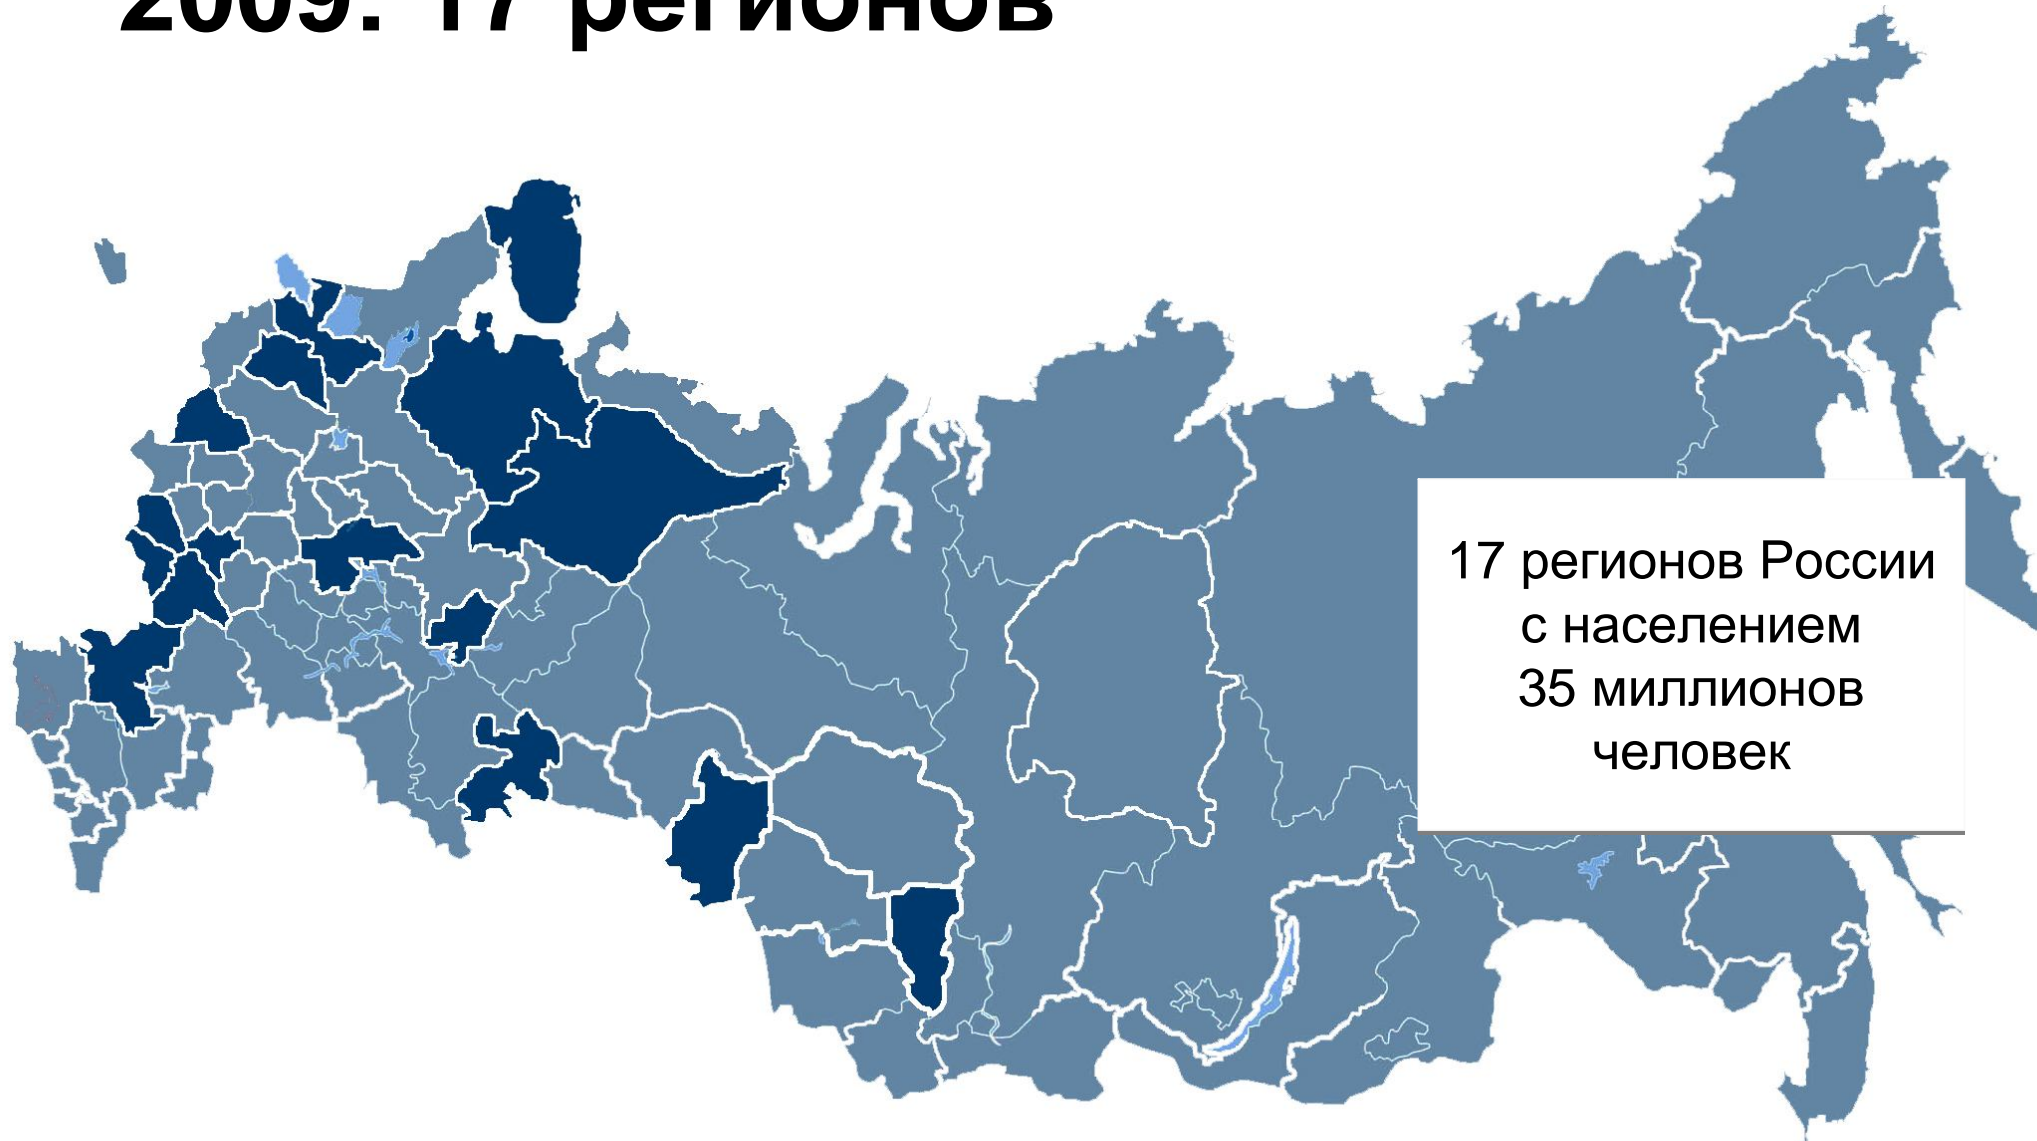 2009: 17 регионов
17 регионов России
с населением
35 миллионов
человек